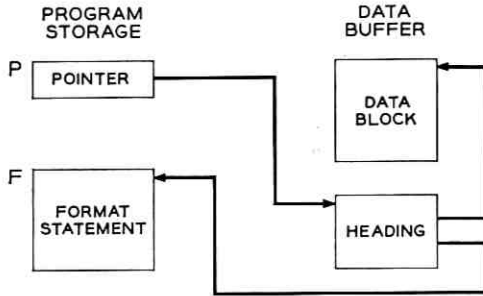 PROGRAM
STORAGE
DATA
BUFFER
P
POINTER
DATA
BLOCK
F
FORMAT
STATEMENT
HEADING